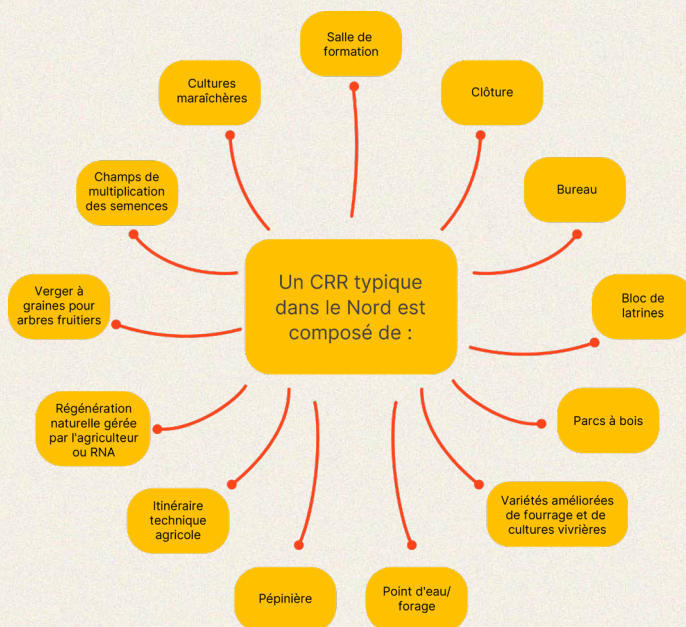 Salle de
formation
Cultures
maraîchères
Clôture
Champs de
multiplication
des semences
Bureau
Un CRR typique
dans le Nord est
composé de :
Verger à
graines pour
arbres fruitiers
Bloc de
latrines
Régénération
naturelle gérée
par l'agriculteur
ou RNA
Parcs à bois
Itinéraire
technique
agricole
Variétés améliorées
de fourrage et de
cultures vivrières
Pépinière
Point d'eau/
forage